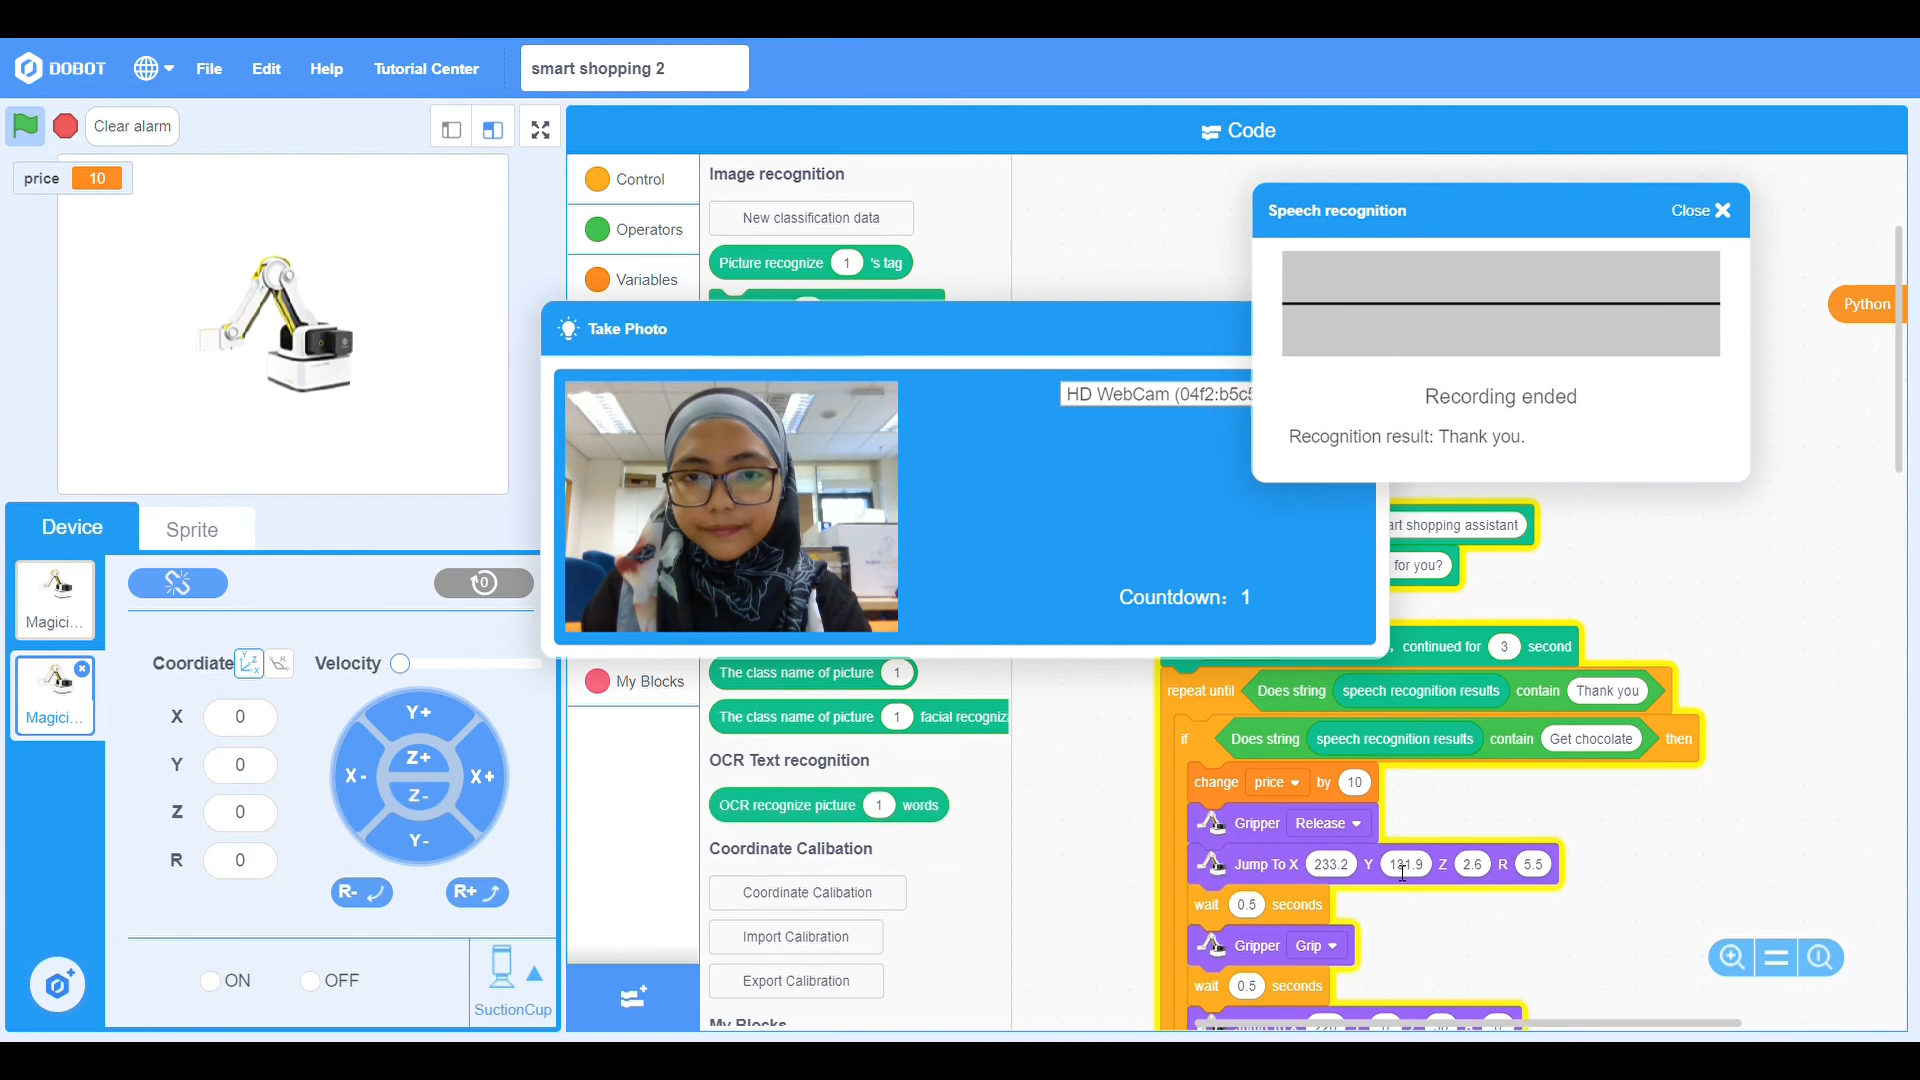 DOBOT
File
Edit
Help
Tutorial Center
smart shopping 2
Clear alarm
Code
price 10
Control
Operators
Variables
My Blocks
Image recognition
New classification data
Picture recognize 1 's tag
Take Photo
HD WebCam (04f2:b5c5
Countdown: 1
Speech recognition
Close
Recording ended
Recognition result: Thank you.
Python
The class name of picture 1
The class name of picture 1 facial recogniz
OCR Text recognition
OCR recognize picture 1 words
Coordinate Calibation
Coordinate Calibation
Import Calibration
Export Calibration
My Blocks
art shopping assistant
for you?
, continued for 3 second
repeat until Does string speech recognition results contain Thank you
if Does string speech recognition results contain Get chocolate then
change price by 10
Gripper Release
Jump To X 233.2 Y 131.9 Z 2.6 R 5.5
wait 0.5 seconds
Gripper Grip
wait 0.5 seconds
Device
Sprite
Magici...
Magici...
Coordiate
Velocity
X 0
Y 0
Z 0
R 0
Y+
X-
Z+
Z-
X+
Y-
R-
R+
ON
OFF
SuctionCup